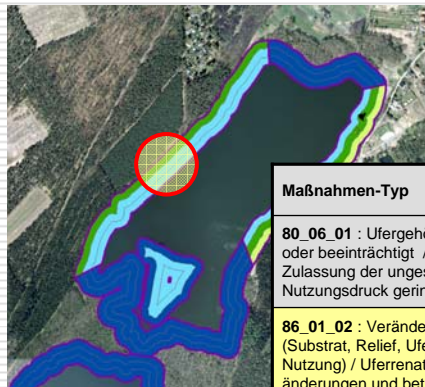 Maßnahmen-Typ
80_06_01 : Ufergehö
oder beeinträchtigt /
Zulassung der unges
Nutzungsdruck gerin
86_01_02 : Verände
(Substrat, Relief, Ufe
Nutzung) / Uferrenat
änderungen und bet